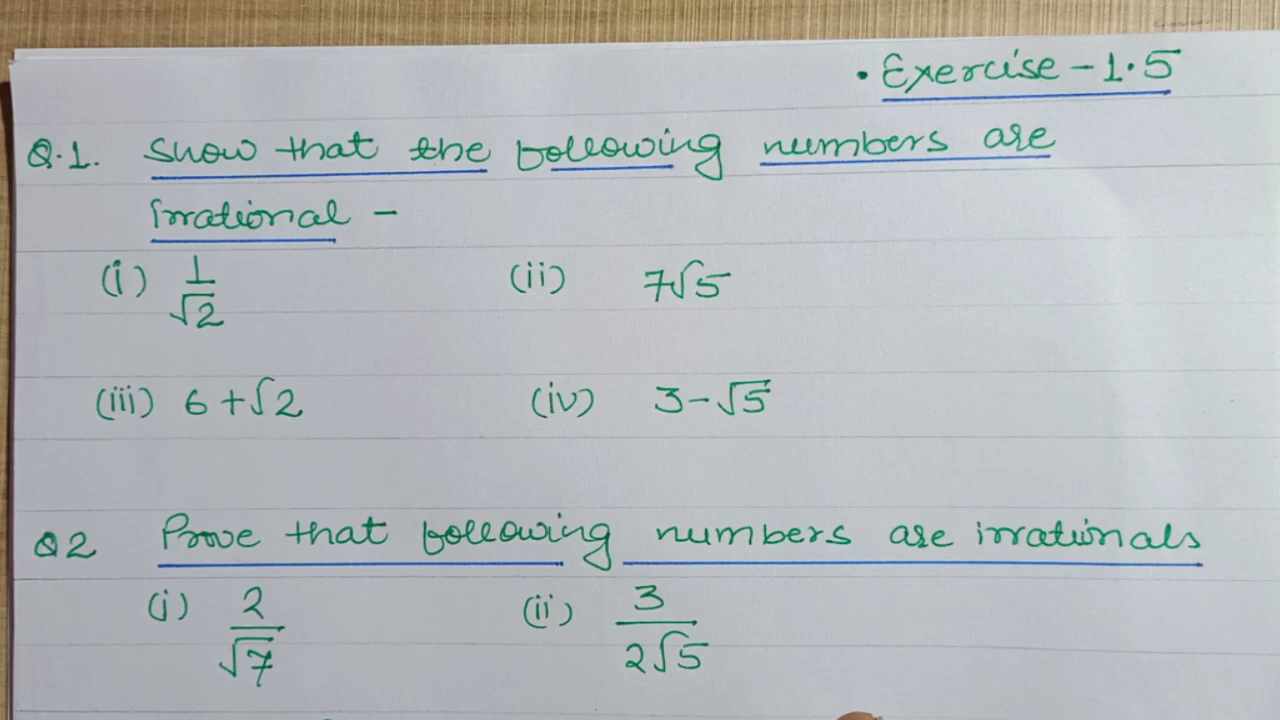 • Exercise - 1.5
Q.1. Show that the following numbers are
Irrational -
(i) 1/√2 (ii) 7√5
(iii) 6+√2 (iv) 3-√5
Q2 Prove that following numbers are irrationals
(i) 2/√7 (ii) 3/2√5